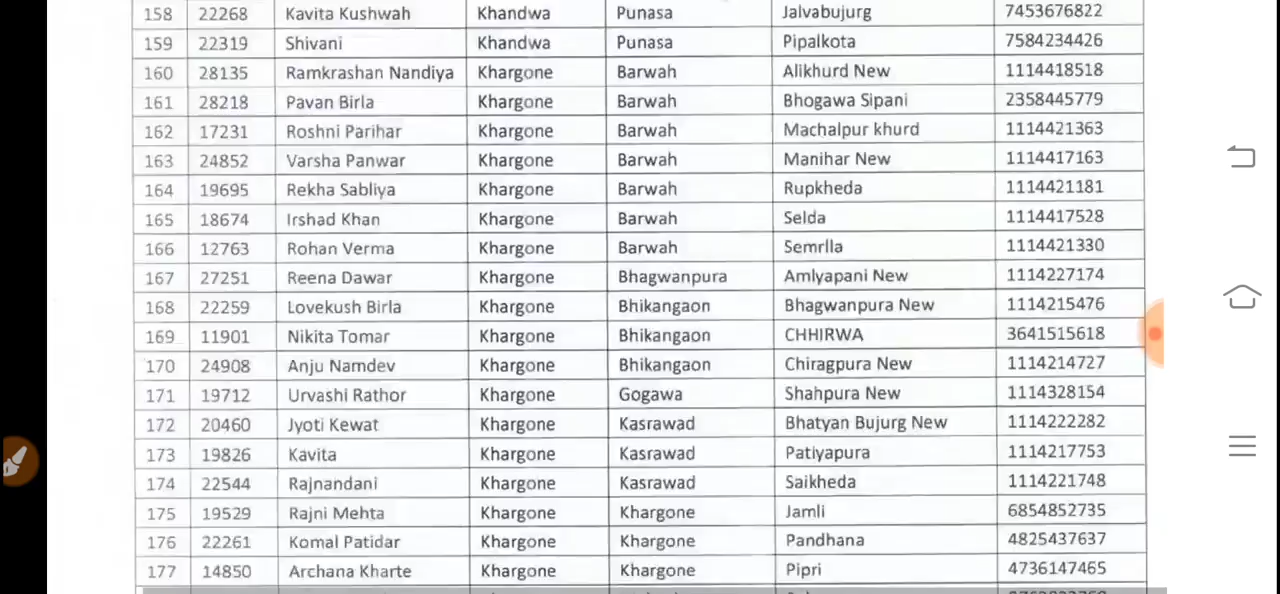 158 22268 Kavita Kushwah Khandwa Punasa Jalvabujurg 7453676822
159 22319 Shivani Khandwa Punasa Pipalkota 7584234426
160 28135 Ramkrashan Nandiya Khargone Barwah Alikhurd New 1114418518
161 28218 Pavan Birla Khargone Barwah Bhogawa Sipani 2358445779
162 17231 Roshni Parihar Khargone Barwah Machalpur khurd 1114421363
163 24852 Varsha Panwar Khargone Barwah Manihar New 1114417163
164 19695 Rekha Sabliya Khargone Barwah Rupkheda 1114421181
165 18674 Irshad Khan Khargone Barwah Selda 1114417528
166 12763 Rohan Verma Khargone Barwah Semrlla 1114421330
167 27251 Reena Dawar Khargone Bhagwanpura Amlyapani New 1114227174
168 22259 Lovekush Birla Khargone Bhikangaon Bhagwanpura New 1114215476
169 11901 Nikita Tomar Khargone Bhikangaon CHHIRWA 3641515618
170 24908 Anju Namdev Khargone Bhikangaon Chiragpura New 1114214727
171 19712 Urvashi Rathor Khargone Gogawa Shahpura New 1114328154
172 20460 Jyoti Kewat Khargone Kasrawad Bhatyan Bujurg New 1114222282
173 19826 Kavita Khargone Kasrawad Patiyapura 1114217753
174 22544 Rajnandani Khargone Kasrawad Saikheda 1114221748
175 19529 Rajni Mehta Khargone Khargone Jamli 6854852735
176 22261 Komal Patidar Khargone Khargone Pandhana 4825437637
177 14850 Archana Kharte Khargone Khargone Pipri 4736147465